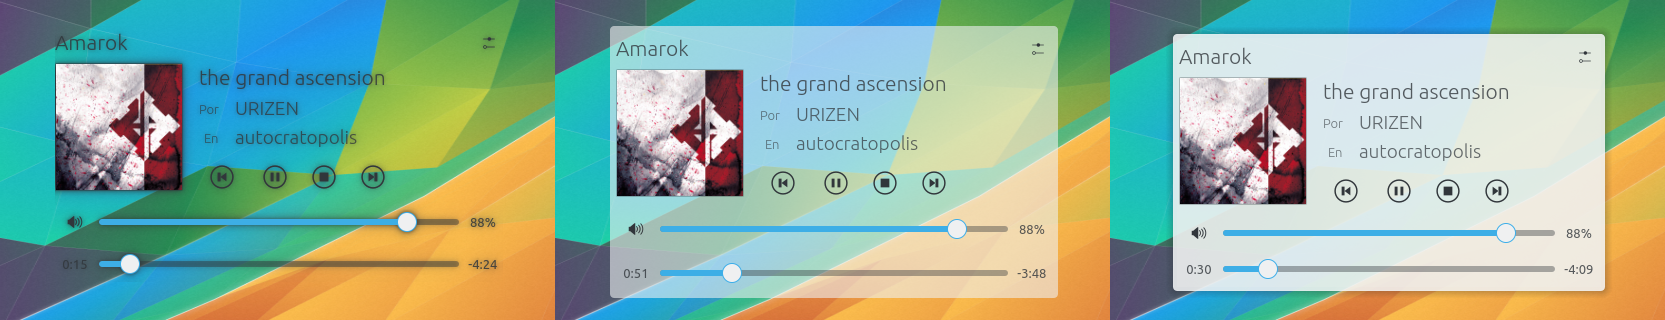 Amarok
the grand ascension
Por URIZEN
En autocratopolis
88%
0:15 -4:24
Amarok
the grand ascension
Por URIZEN
En autocratopolis
88%
0:51 -3:48
Amarok
the grand ascension
Por URIZEN
En autocratopolis
88%
0:30 -4:09